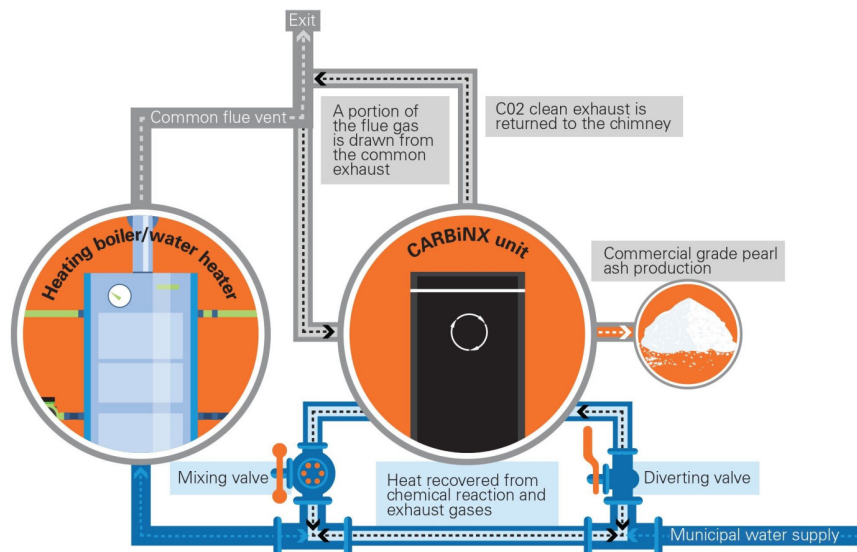 Exit
Common flue vent
A portion of
the flue gas
is drawn from
the common
exhaust
C02 clean exhaust is
returned to the chimney
Heating boiler/water heater
CARBiNX unit
Commercial grade pearl
ash production
Mixing valve
Heat recovered from
chemical reaction and
exhaust gases
Diverting valve
Municipal water supply